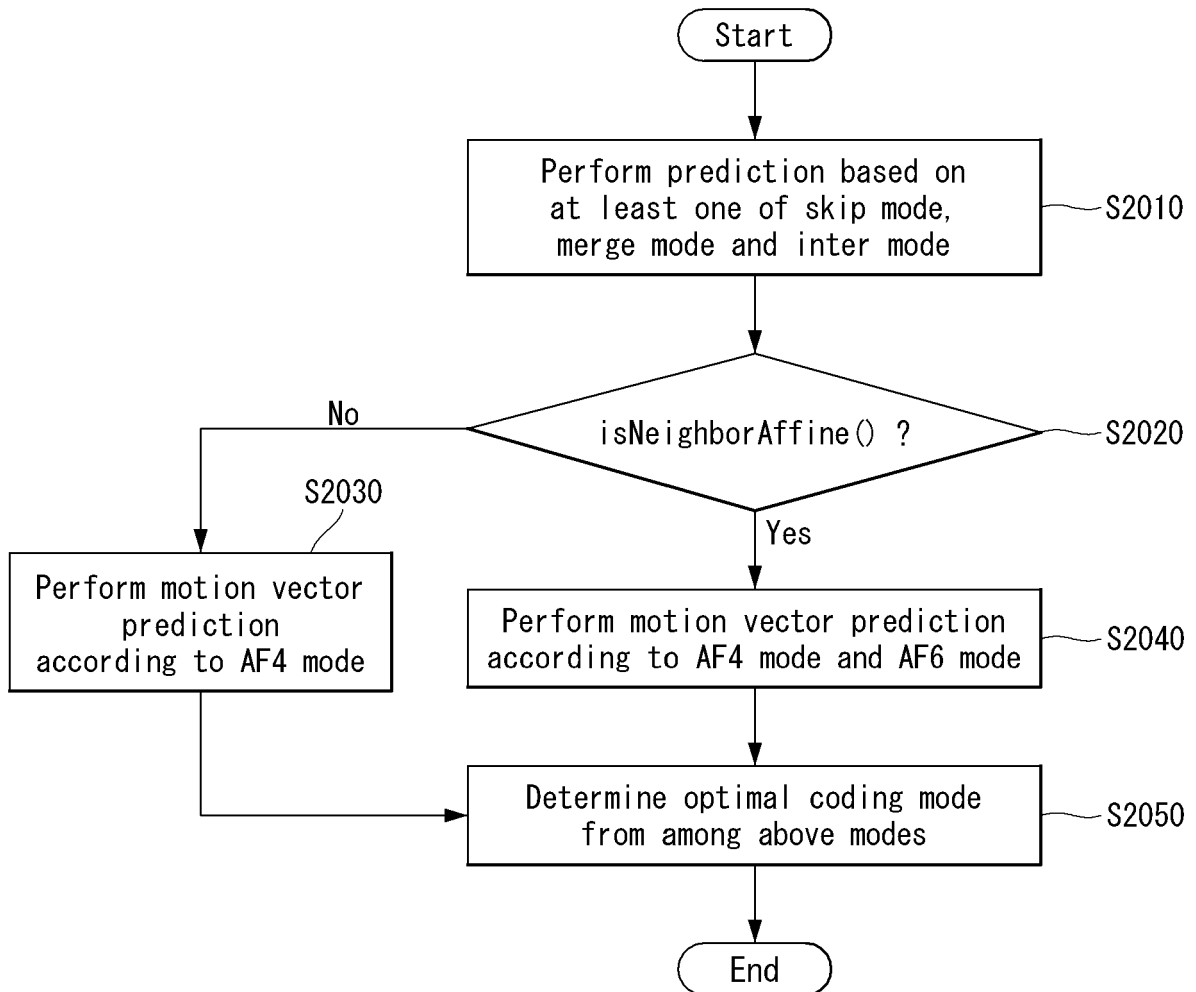 Start
Perform prediction based on
at least one of skip mode,
merge mode and inter mode
S2010
isNeighborAffine() ?
S2020
No
Yes
S2030
Perform motion vector
prediction
according to AF4 mode
Perform motion vector prediction
according to AF4 mode and AF6 mode
S2040
Determine optimal coding mode
from among above modes
S2050
End